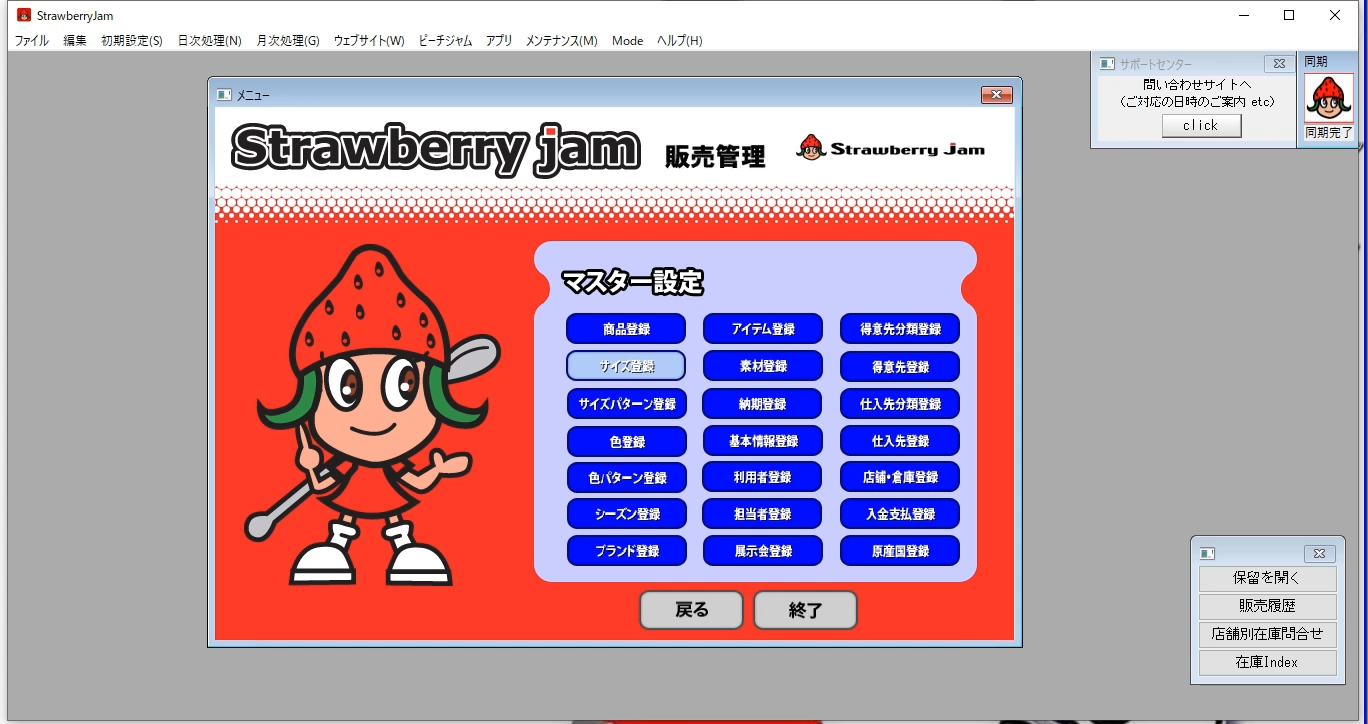 StrawberryJam
ファイル 編集 初期設定(S) 日次処理(N) 月次処理(G) ウェブサイト(W) ピーチジャム アプリ メンテナンス(M) Mode ヘルプ(H)
サポートセンター
問い合わせサイトへ
(ご対応の日時のご案内 etc)
click
同期
同期完了
メニュー
Strawberry jam 販売管理 Strawberry Jam
マスター設定
商品登録 アイテム登録 得意先分類登録
サイズ登録 素材登録 得意先登録
サイズパターン登録 納期登録 仕入先分類登録
色登録 基本情報登録 仕入先登録
色パターン登録 利用者登録 店舗・倉庫登録
シーズン登録 担当者登録 入金支払登録
ブランド登録 展示会登録 原産国登録
戻る 終了
保留を開く
販売履歴
店舗別在庫問合せ
在庫Index